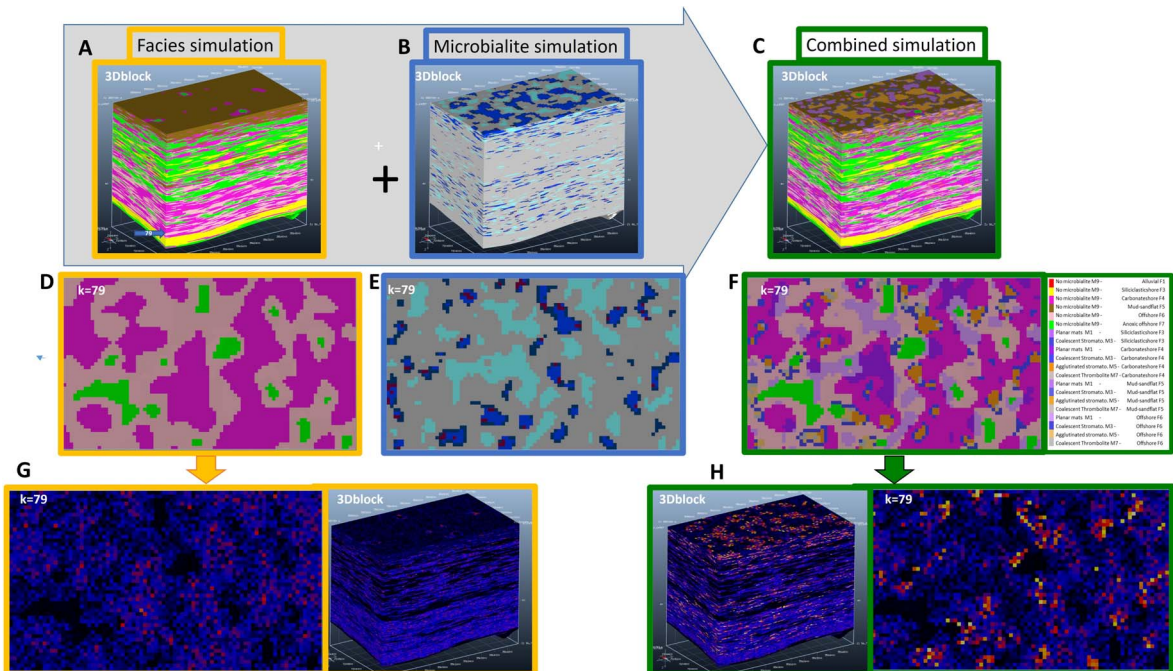 A
Facies simulation
B
Microbialite simulation
C
Combined simulation
3Dblock
3Dblock
3Dblock
+
79
D
k=79
E
F
k=79
No microbialite M9 - Alluvial F1
No microbialite M9 - Siliciclasticshore F3
No microbialite M9 - Carbonateshore F4
No microbialite M9 - Mud-sandflat F5
No microbialite M9 - Offshore F6
No microbialite M9 - Anoxic offshore F7
Planar mats M1 - Siliciclasticshore F3
Coalescent Stromato. M3 - Siliciclasticshore F3
Planar mats M1 - Carbonateshore F4
Coalescent Stromato. M3 - Carbonateshore F4
Agglutinated stromato. M5 - Carbonateshore F4
Coalescent Thrombolite M7 - Carbonateshore F4
Planar mats M1 - Mud-sandflat F5
Coalescent Stromato. M3 - Mud-sandflat F5
Agglutinated stromato. M5 - Mud-sandflat F5
Coalescent Thrombolite M7 - Mud-sandflat F5
Planar mats M1 - Offshore F6
Coalescent Stromato. M3 - Offshore F6
Agglutinated stromato. M5 - Offshore F6
Coalescent Thrombolite M7 - Offshore F6
G
k=79
3Dblock
H
3Dblock
k=79